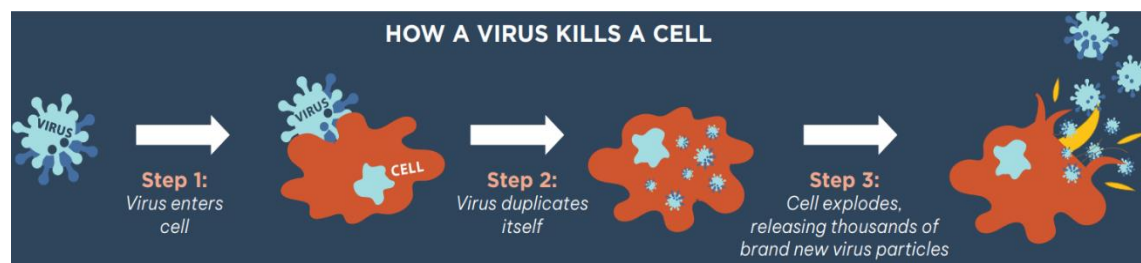 HOW A VIRUS KILLS A CELL
VIRUS
Step 1:
Virus enters
cell
VIRUS
CELL
Step 2:
Virus duplicates
itself
Step 3:
Cell explodes,
releasing thousands of
brand new virus particles